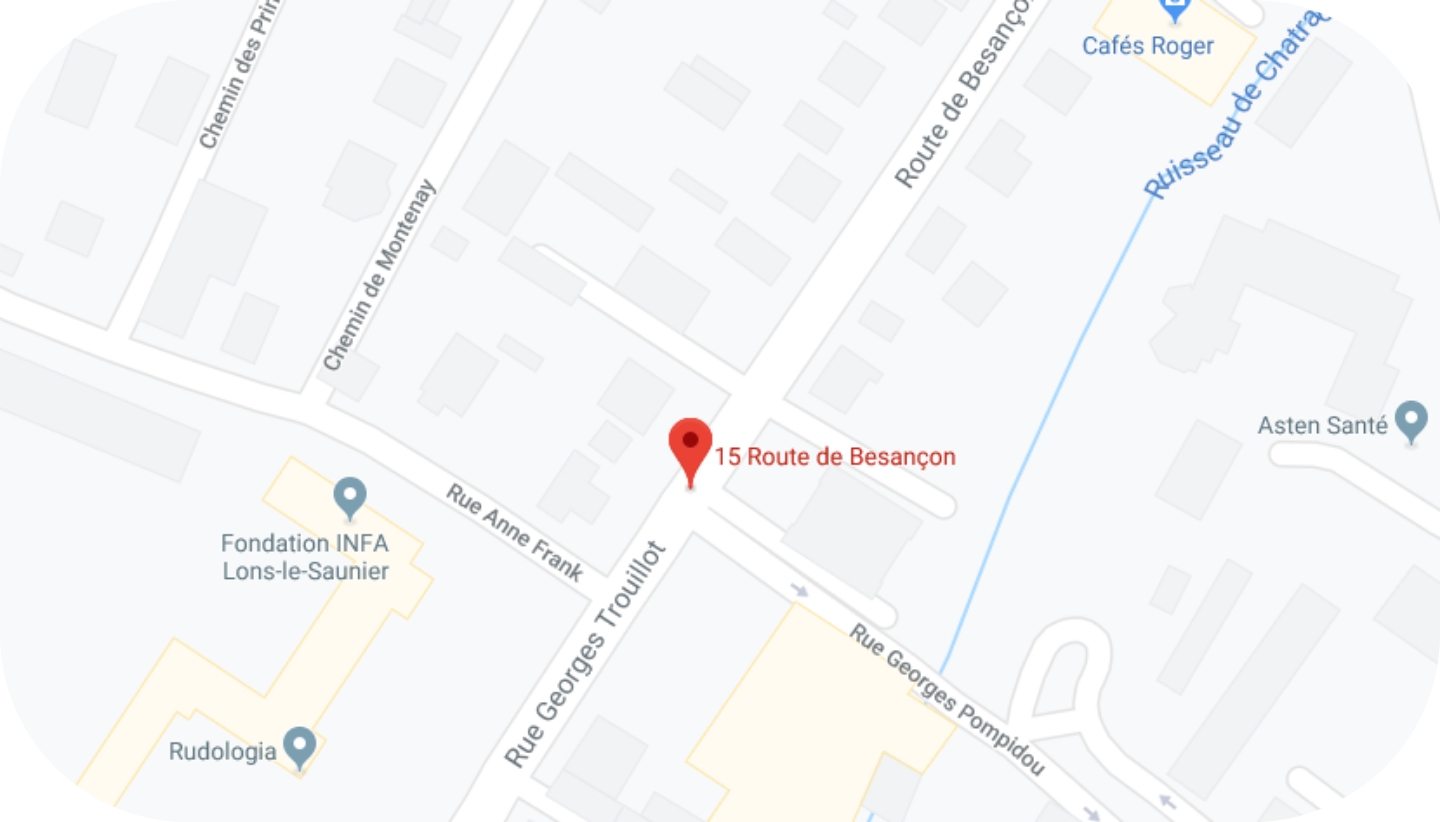 Chemin des Prin
Route de Besanço
Cafés Roger
Ruisseau de Chatra
Chemin de Montenay
Asten Santé
15 Route de Besançon
Rue Anne Frank
Fondation INFA
Lons-le-Saunier
Rue Georges Trouillot
Rue Georges Pompidou
Rudologia